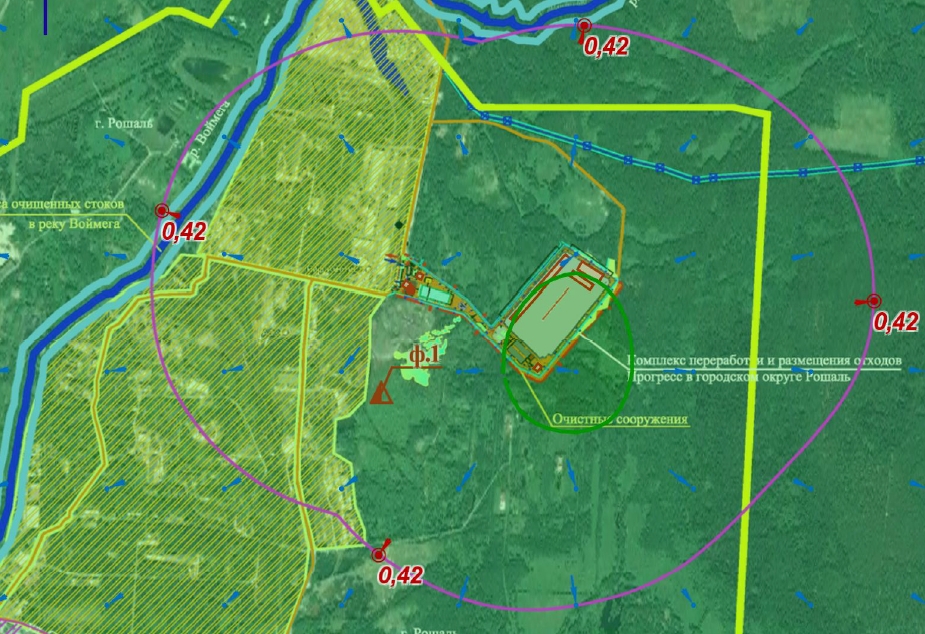 0,42
г. Рошаль
р. Воймега
очищенных стоков
в реку Воймега
0,42
0,42
ф.1
Комплекс переработки и размещения отходов
Прогресс в городском округе Рошаль
Очистные сооружения
0,42
г. Рошаль